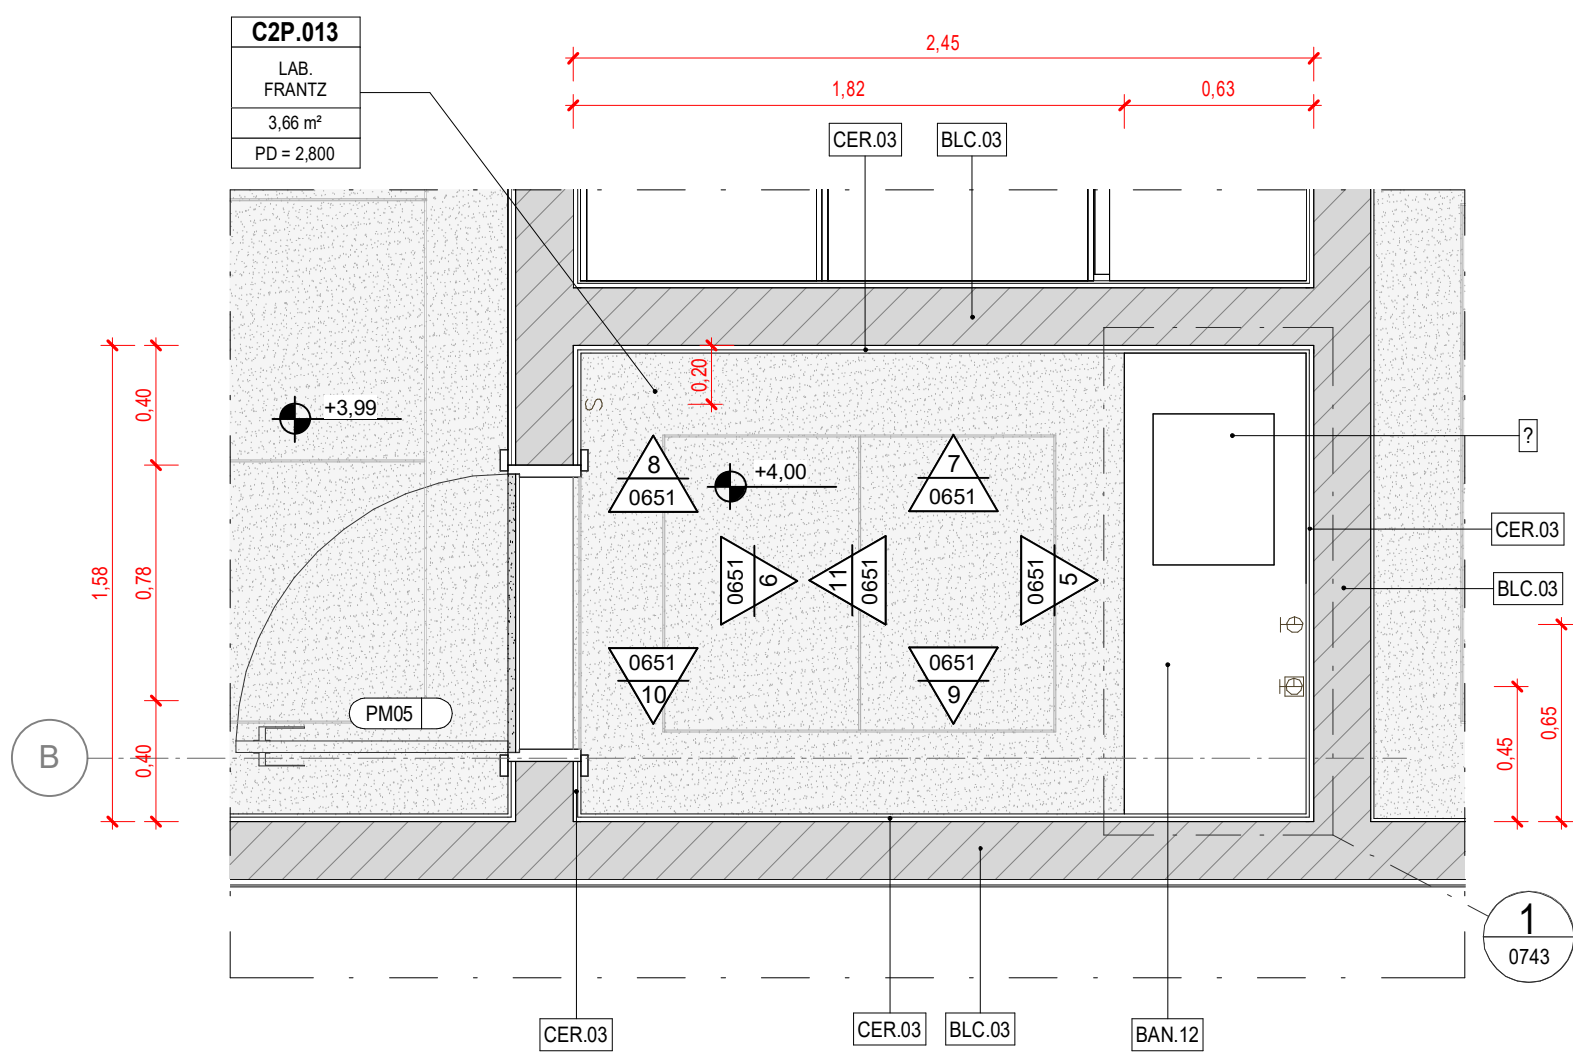 C2P.013
LAB.
FRANTZ
3,66 m²
PD = 2,800
2,45
1,82
0,63
CER.03
BLC.03
0,20
0,40
+3,99
S
?
8
0651
+4,00
7
0651
CER.03
1,58
0,78
0651
6
11
0651
0651
5
BLC.03
0651
10
0651
9
PM05
B
0,40
0,45
0,65
1
0743
CER.03
CER.03
BLC.03
BAN.12